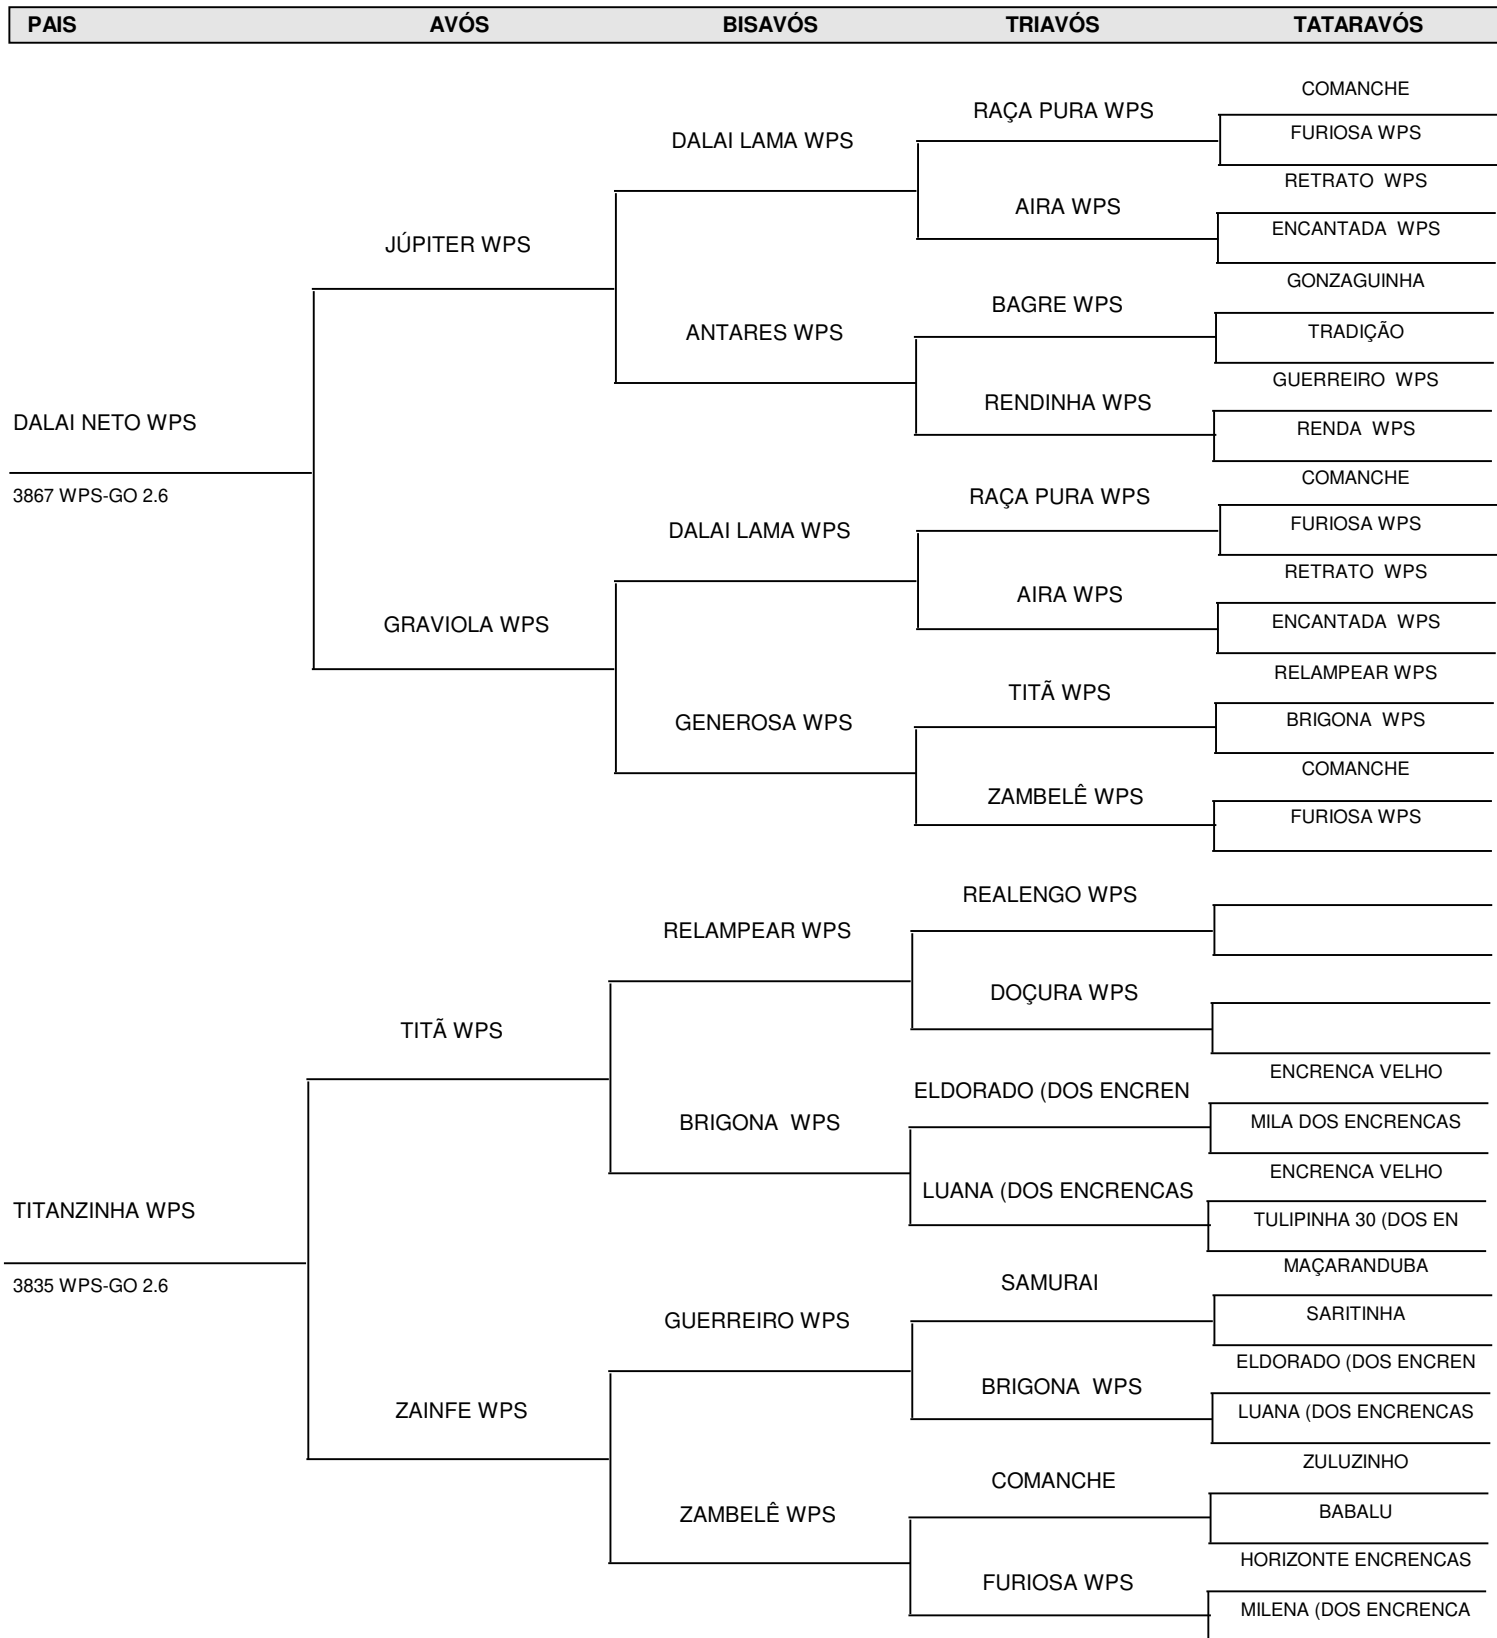 PAIS AVÓS BISAVÓS TRIAVÓS TATARAVÓS
COMANCHE
RAÇA PURA WPS
FURIOSA WPS
DALAI LAMA WPS
RETRATO WPS
AIRA WPS
ENCANTADA WPS
JÚPITER WPS
GONZAGUINHA
BAGRE WPS
ANTARES WPS
TRADIÇÃO
GUERREIRO WPS
RENDINHA WPS
DALAI NETO WPS
RENDA WPS
COMANCHE
3867 WPS-GO 2.6
RAÇA PURA WPS
FURIOSA WPS
DALAI LAMA WPS
RETRATO WPS
AIRA WPS
ENCANTADA WPS
GRAVIOLA WPS
RELAMPEAR WPS
TITÃ WPS
GENEROSA WPS
BRIGONA WPS
COMANCHE
ZAMBELÊ WPS
FURIOSA WPS
REALENGO WPS
RELAMPEAR WPS
DOÇURA WPS
TITÃ WPS
ENCRENCA VELHO
ELDORADO (DOS ENCREN
BRIGONA WPS
MILA DOS ENCRENCAS
ENCRENCA VELHO
LUANA (DOS ENCRENCAS
TITANZINHA WPS
TULIPINHA 30 (DOS EN
MAÇARANDUBA
3835 WPS-GO 2.6
SAMURAI
SARITINHA
GUERREIRO WPS
ELDORADO (DOS ENCREN
BRIGONA WPS
ZAINFE WPS
LUANA (DOS ENCRENCAS
ZULUZINHO
COMANCHE
ZAMBELÊ WPS
BABALU
HORIZONTE ENCRENCAS
FURIOSA WPS
MILENA (DOS ENCRENCA